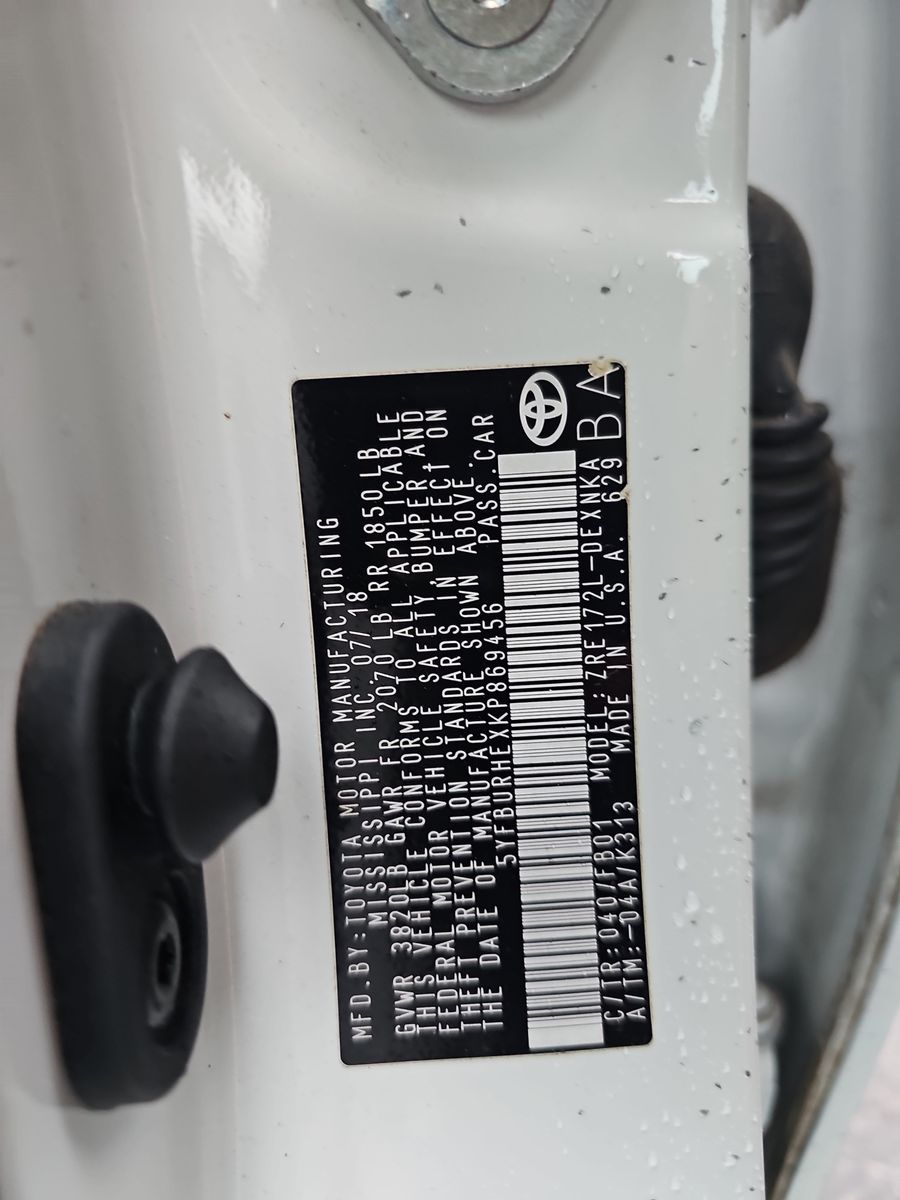 MFD.BY:TOYOTA MOTOR MANUFACTURING
MISSISSIPPI INC.07/18
GVWR 3820LB GAWR FR 2070 LB RR 1850LB
THIS VEHICLE CONFORMS TO ALL APPLICABLE
FEDERAL MOTOR VEHICLE SAFETY,BUMPER,AND
THEFT PREVENTION STANDARDS IN EFFECT ON
THE DATE OF MANUFACTURE SHOWN ABOVE.
5YFBURHEXKP869456 PASS.CAR
C/TR:040/FB01 MODEL:ZRE172L-DEXNKA
A/TM:-04A/K313 MADE IN U.S.A. 629 BA